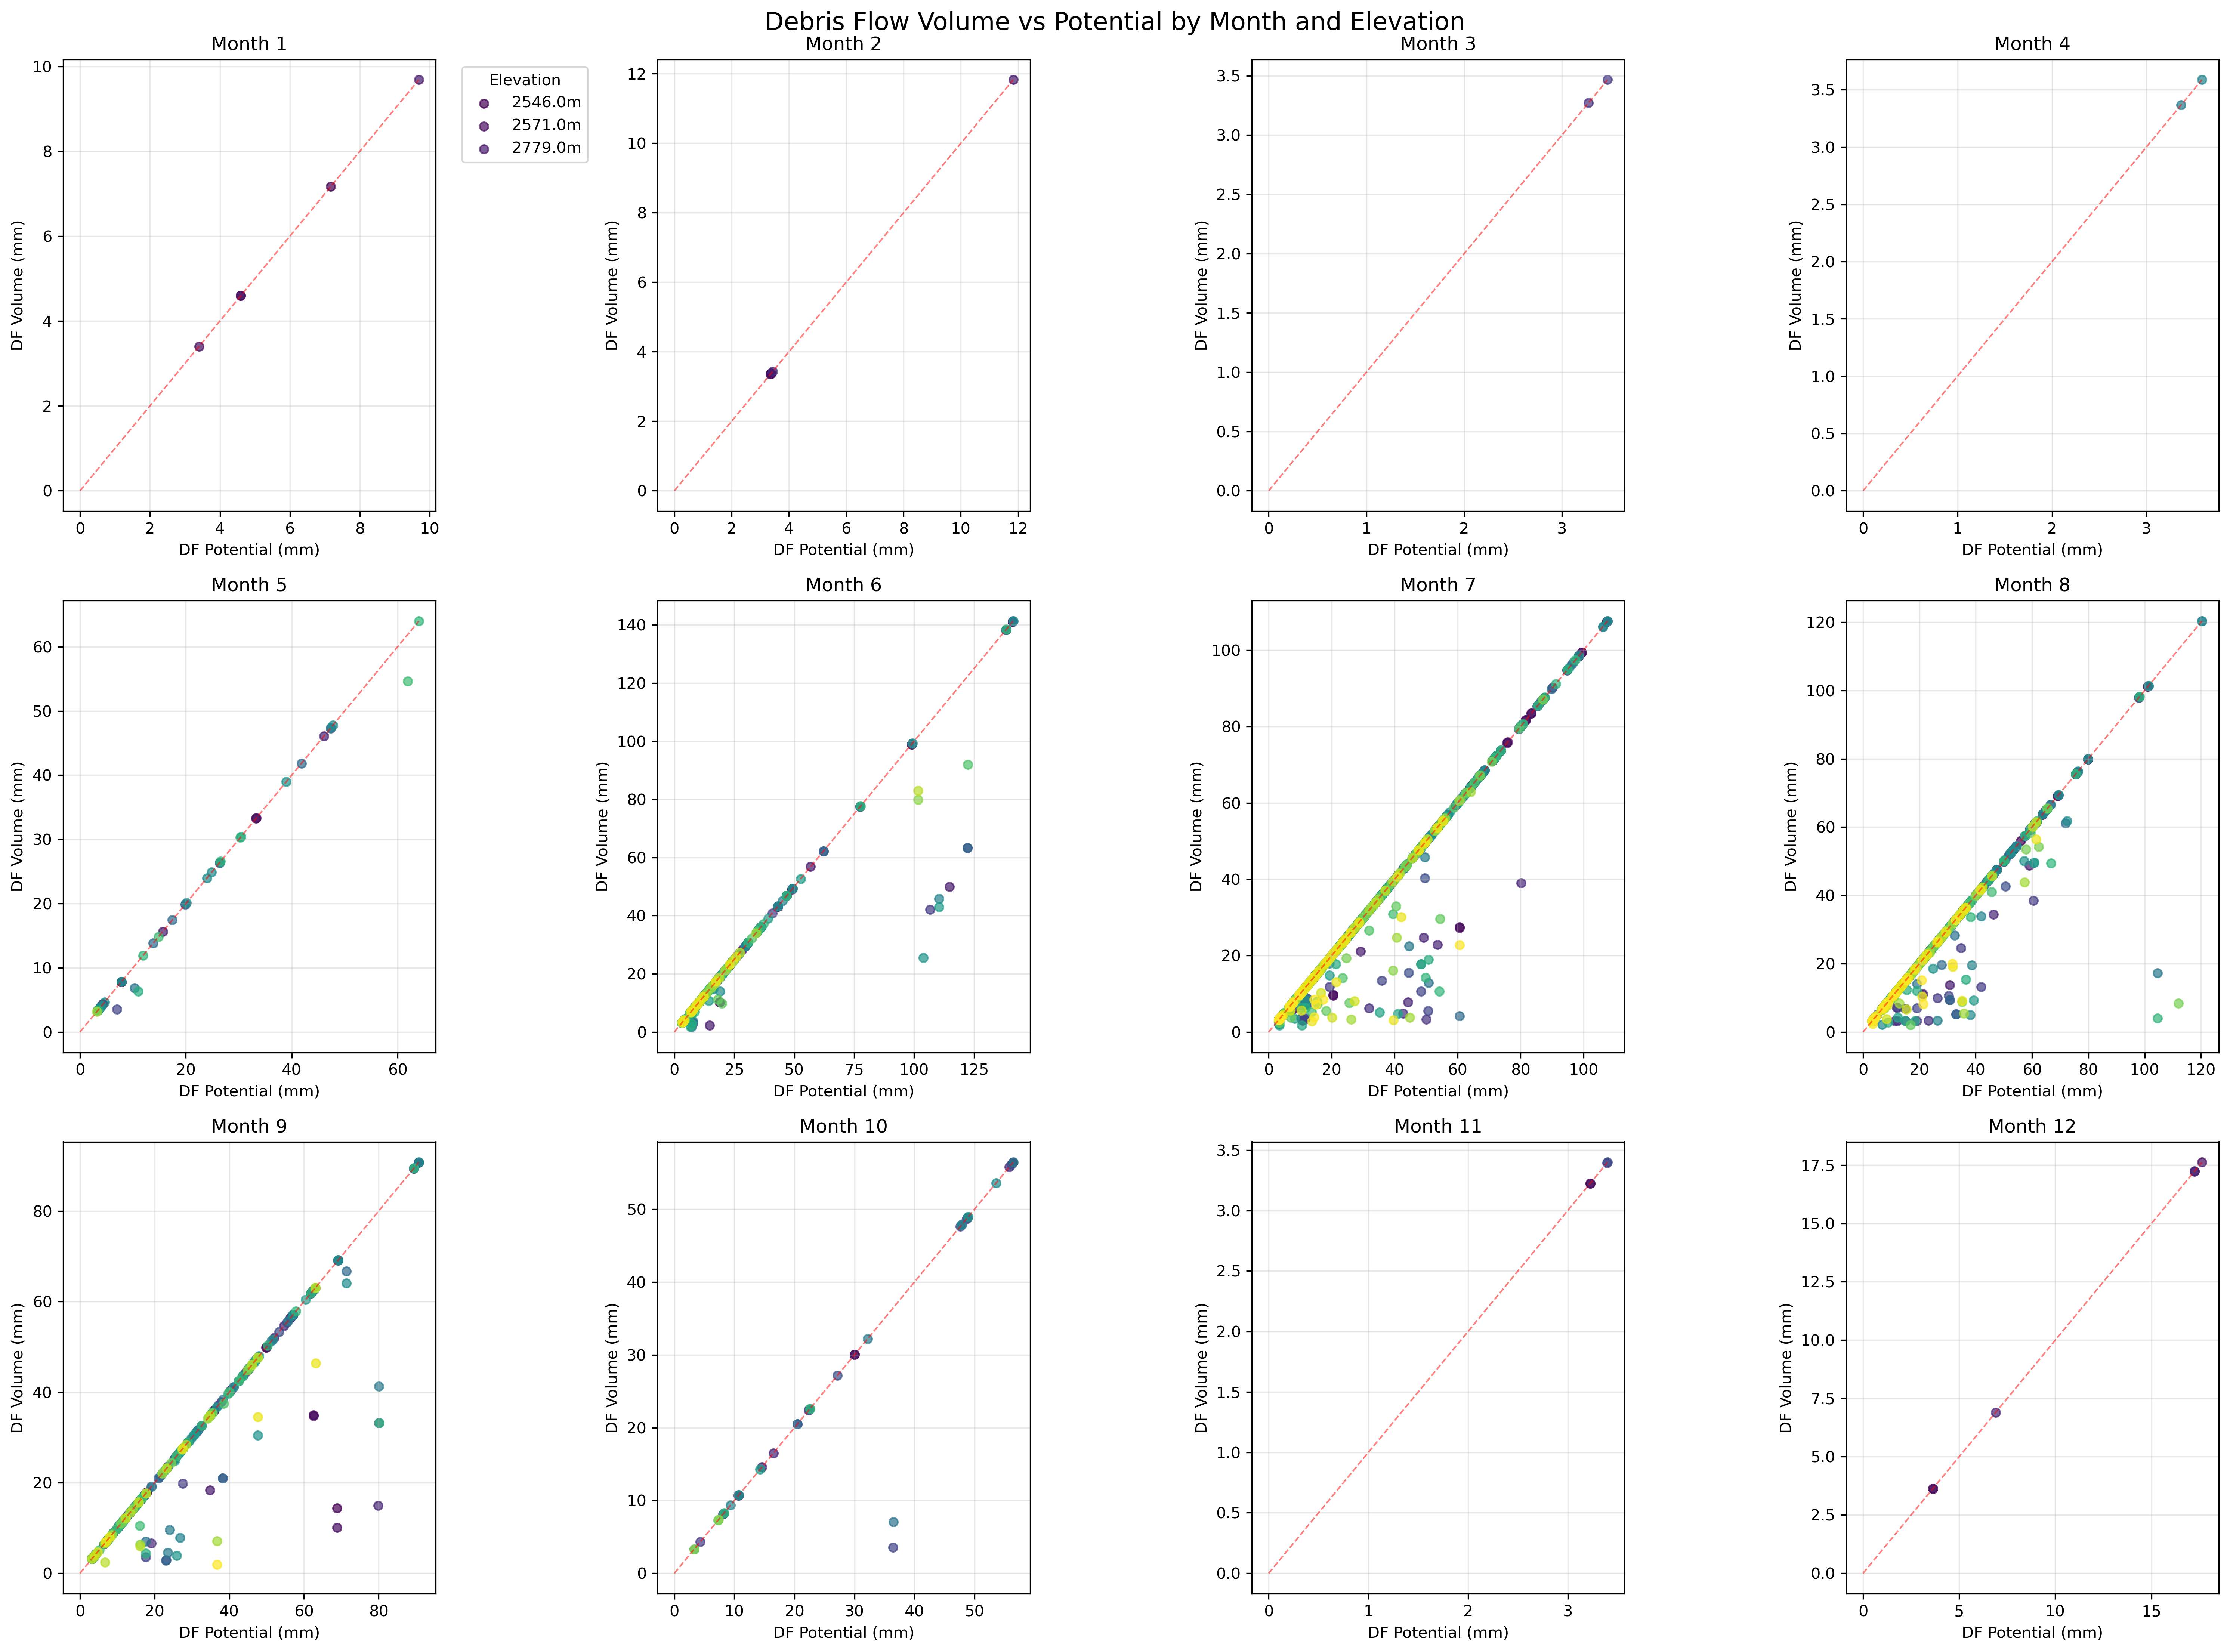 Debris Flow Volume vs Potential by Month and Elevation
Month 1
DF Volume (mm)
10
8
6
4
2
0
0 2 4 6 8 10
DF Potential (mm)
Elevation
2546.0m
2571.0m
2779.0m
Month 2
DF Volume (mm)
12
10
8
6
4
2
0
0 2 4 6 8 10 12
DF Potential (mm)
Month 3
DF Volume (mm)
3.5
3.0
2.5
2.0
1.5
1.0
0.5
0.0
0 1 2 3
DF Potential (mm)
Month 4
DF Volume (mm)
3.5
3.0
2.5
2.0
1.5
1.0
0.5
0.0
0 1 2 3
DF Potential (mm)
Month 5
DF Volume (mm)
60
50
40
30
20
10
0
0 20 40 60
DF Potential (mm)
Month 6
DF Volume (mm)
140
120
100
80
60
40
20
0
0 25 50 75 100 125
DF Potential (mm)
Month 7
DF Volume (mm)
100
80
60
40
20
0
0 20 40 60 80 100
DF Potential (mm)
Month 8
DF Volume (mm)
120
100
80
60
40
20
0
0 20 40 60 80 100 120
DF Potential (mm)
Month 9
DF Volume (mm)
80
60
40
20
0
0 20 40 60 80
DF Potential (mm)
Month 10
DF Volume (mm)
50
40
30
20
10
0
0 10 20 30 40 50
DF Potential (mm)
Month 11
DF Volume (mm)
3.5
3.0
2.5
2.0
1.5
1.0
0.5
0.0
0 1 2 3
DF Potential (mm)
Month 12
DF Volume (mm)
17.5
15.0
12.5
10.0
7.5
5.0
2.5
0.0
0 5 10 15
DF Potential (mm)